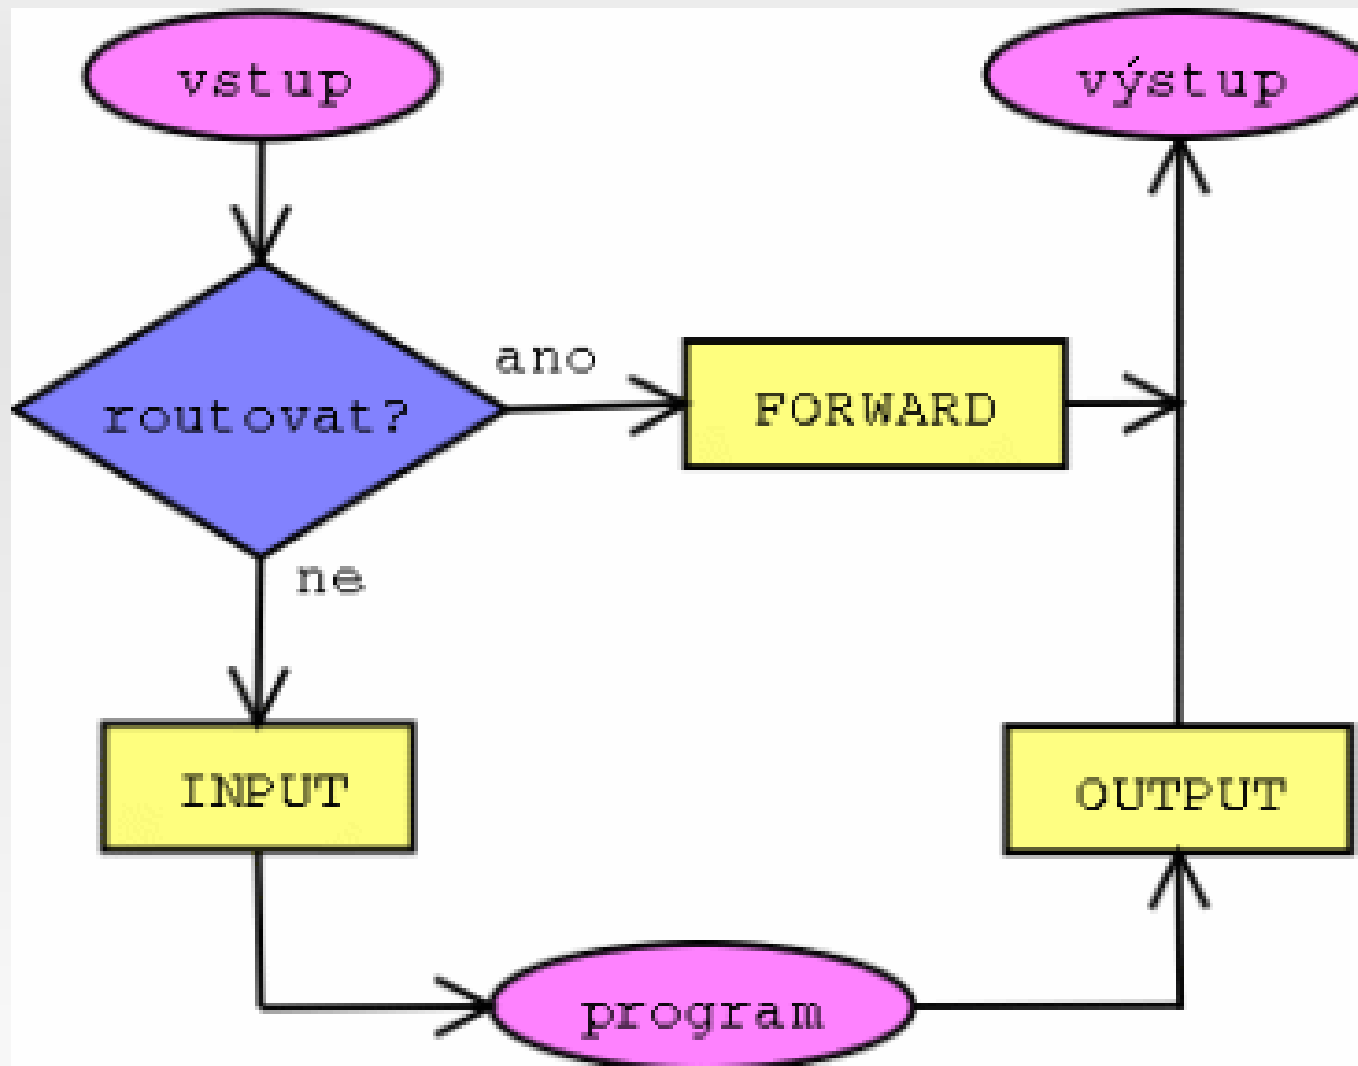 vstup
výstup
routovat?
ano
FORWARD
ne
INPUT
OUTPUT
program